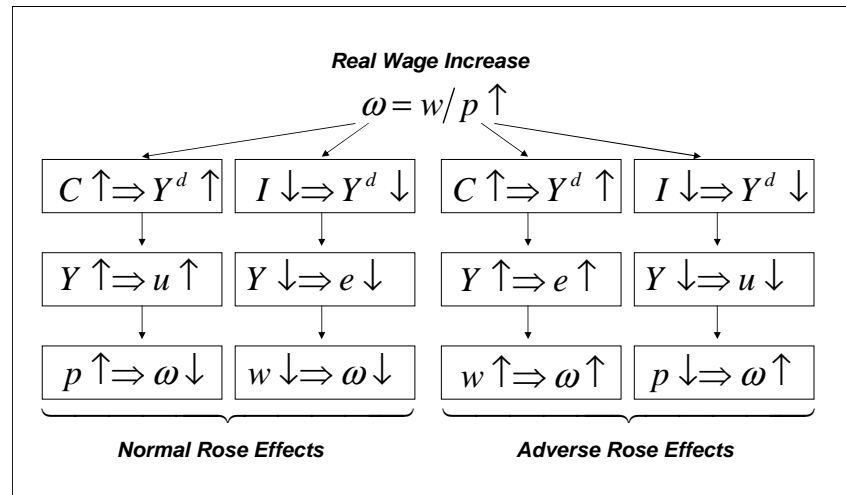 Real Wage Increase
ω = w/p ↑
C ↑⇒ Y^d ↑ I ↓⇒ Y^d ↓ C ↑⇒ Y^d ↑ I ↓⇒ Y^d ↓
Y ↑⇒ u ↑ Y ↓⇒ e ↓ Y ↑⇒ e ↑ Y ↓⇒ u ↓
p ↑⇒ ω ↓ w ↓⇒ ω ↓ w ↑⇒ ω ↑ p ↓⇒ ω ↑
Normal Rose Effects Adverse Rose Effects